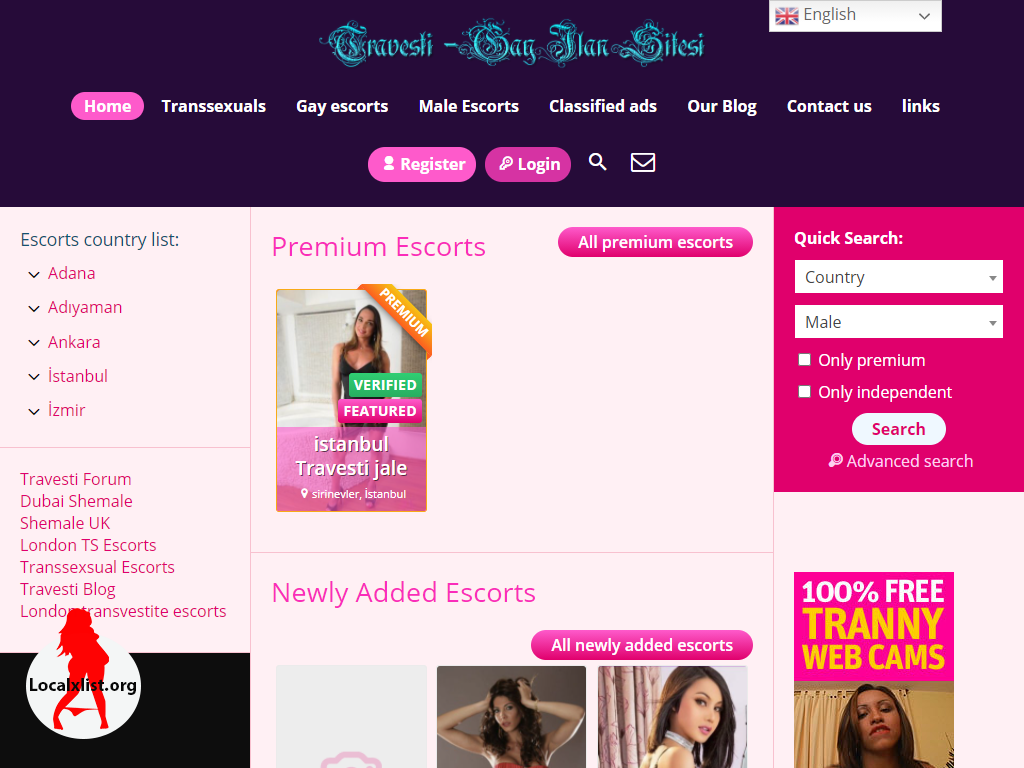 English
Travesti - Gay Ilan Sitesi
Home
Transsexuals
Gay escorts
Male Escorts
Classified ads
Our Blog
Contact us
links
Register
Login
Escorts country list:
Adana
Adıyaman
Ankara
İstanbul
İzmir
Travesti Forum
Dubai Shemale
Shemale UK
London TS Escorts
Transsexsual Escorts
Travesti Blog
London transvestite escorts
Localxlist.org
Premium Escorts
All premium escorts
PREMIUM
VERIFIED
FEATURED
istanbul
Travesti jale
sirinevler, İstanbul
Newly Added Escorts
All newly added escorts
Quick Search:
Country
Male
Only premium
Only independent
Search
Advanced search
100% FREE
TRANNY
WEB CAMS